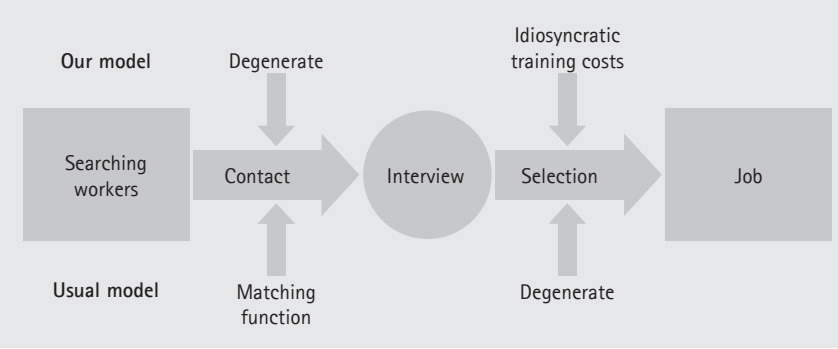 Idiosyncratic
Our model
Degenerate
training costs
Searching
workers
Contact
Interview
Selection
Job
Usual model
Matching
function
Degenerate